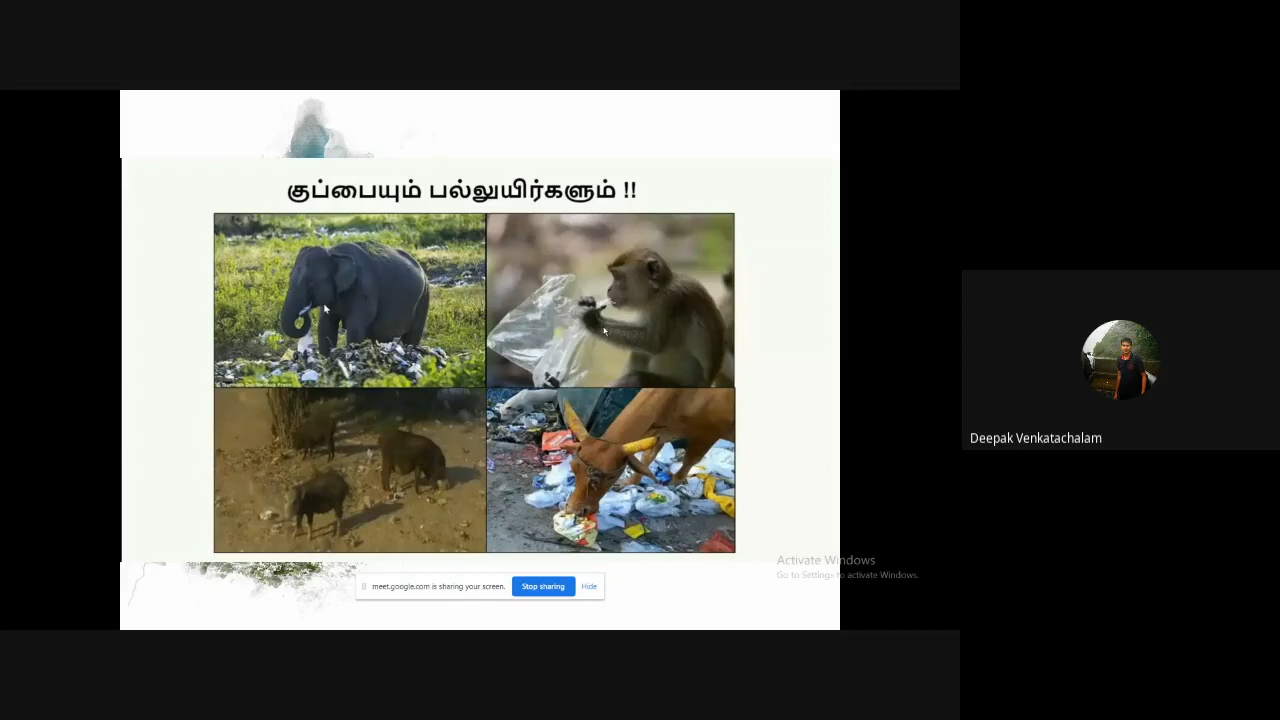 குப்பையும் பல்லுயிர்களும் !!
meet.google.com is sharing your screen.
Stop sharing
Hide
Activate Windows
Go to Settings to activate Windows.
Deepak Venkatachalam